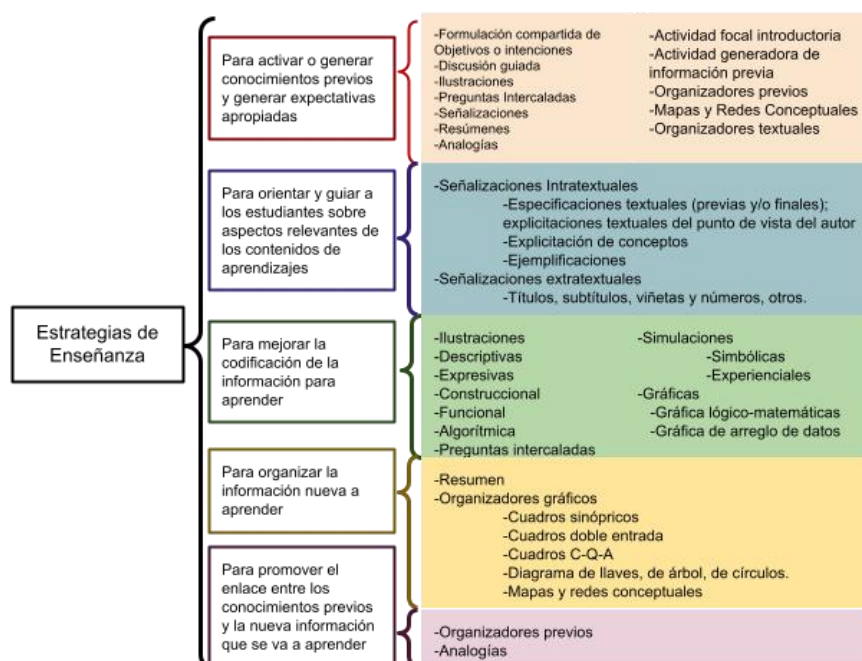 Estrategias de
Enseñanza
Para activar o generar
conocimientos previos
y generar expectativas
apropiadas
-Formulación compartida de
Objetivos o intenciones
-Discusión guiada
-Ilustraciones
-Preguntas Intercaladas
-Señalizaciones
-Resúmenes
-Analogías
-Actividad focal introductoria
-Actividad generadora de
información previa
-Organizadores previos
-Mapas y Redes Conceptuales
-Organizadores textuales
Para orientar y guiar a
los estudiantes sobre
aspectos relevantes de
los contenidos de
aprendizajes
-Señalizaciones Intratextuales
-Especificaciones textuales (previas y/o finales);
explicitaciones textuales del punto de vista del autor
-Explicitación de conceptos
-Ejemplificaciones
-Señalizaciones extratextuales
-Títulos, subtítulos, viñetas y números, otros.
Para mejorar la
codificación de la
información para
aprender
-Ilustraciones
-Descriptivas
-Expresivas
-Construccional
-Funcional
-Algorítmica
-Preguntas intercaladas
-Simulaciones
-Simbólicas
-Experienciales
-Gráficas
-Gráfica lógico-matemáticas
-Gráfica de arreglo de datos
Para organizar la
información nueva a
aprender
-Resumen
-Organizadores gráficos
-Cuadros sinópricos
-Cuadros doble entrada
-Cuadros C-Q-A
-Diagrama de llaves, de árbol, de círculos.
-Mapas y redes conceptuales
Para promover el
enlace entre los
conocimientos previos
y la nueva información
que se va a aprender
-Organizadores previos
-Analogías